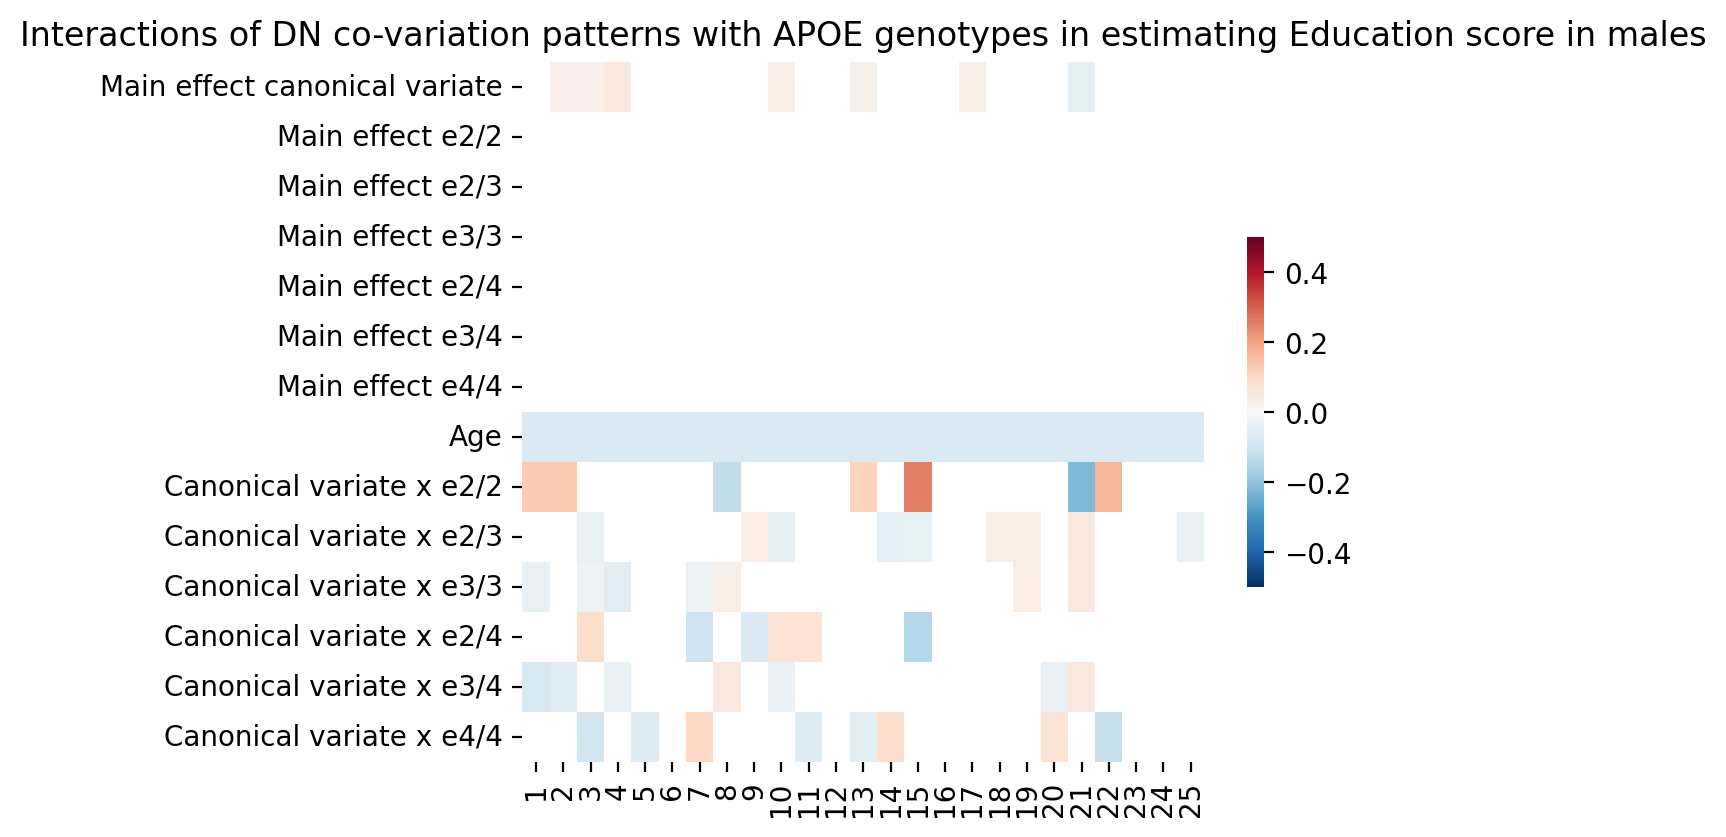 Interactions of DN co-variation patterns with APOE genotypes in estimating Education score in males
Main effect canonical variate
Main effect e2/2
Main effect e2/3
Main effect e3/3
Main effect e2/4
Main effect e3/4
Main effect e4/4
Age
Canonical variate x e2/2
Canonical variate x e2/3
Canonical variate x e3/3
Canonical variate x e2/4
Canonical variate x e3/4
Canonical variate x e4/4
1 2 3 4 5 6 7 8 9 10 11 12 13 14 15 16 17 18 19 20 21 22 23 24 25
0.4
0.2
0.0
−0.2
−0.4